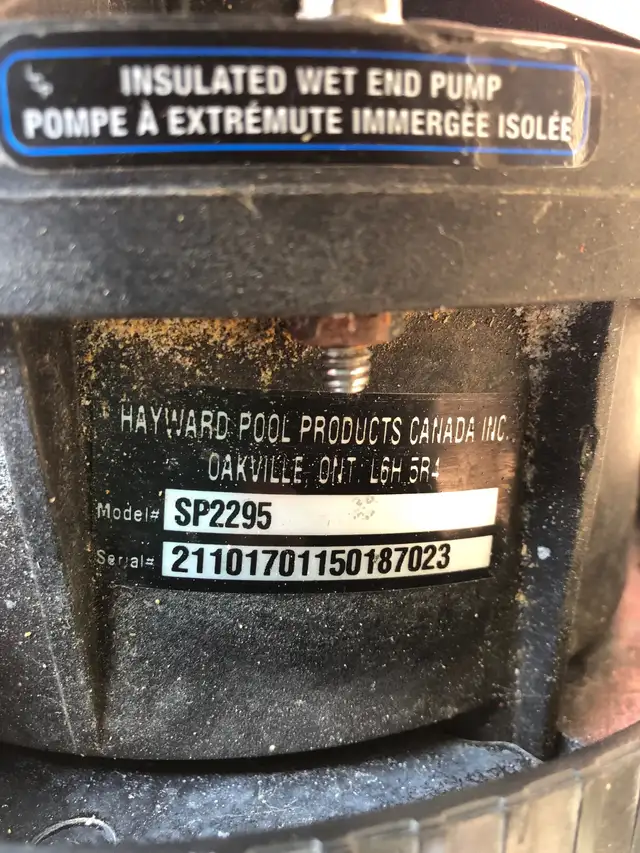 INSULATED WET END PUMP
POMPE À EXTRÉMUTE IMMERGÉE ISOLÉE
HAYWARD POOL PRODUCTS CANADA INC.
OAKVILLE, ONT L6H 5R4
Model# SP2295
Serial# 21101701150187023